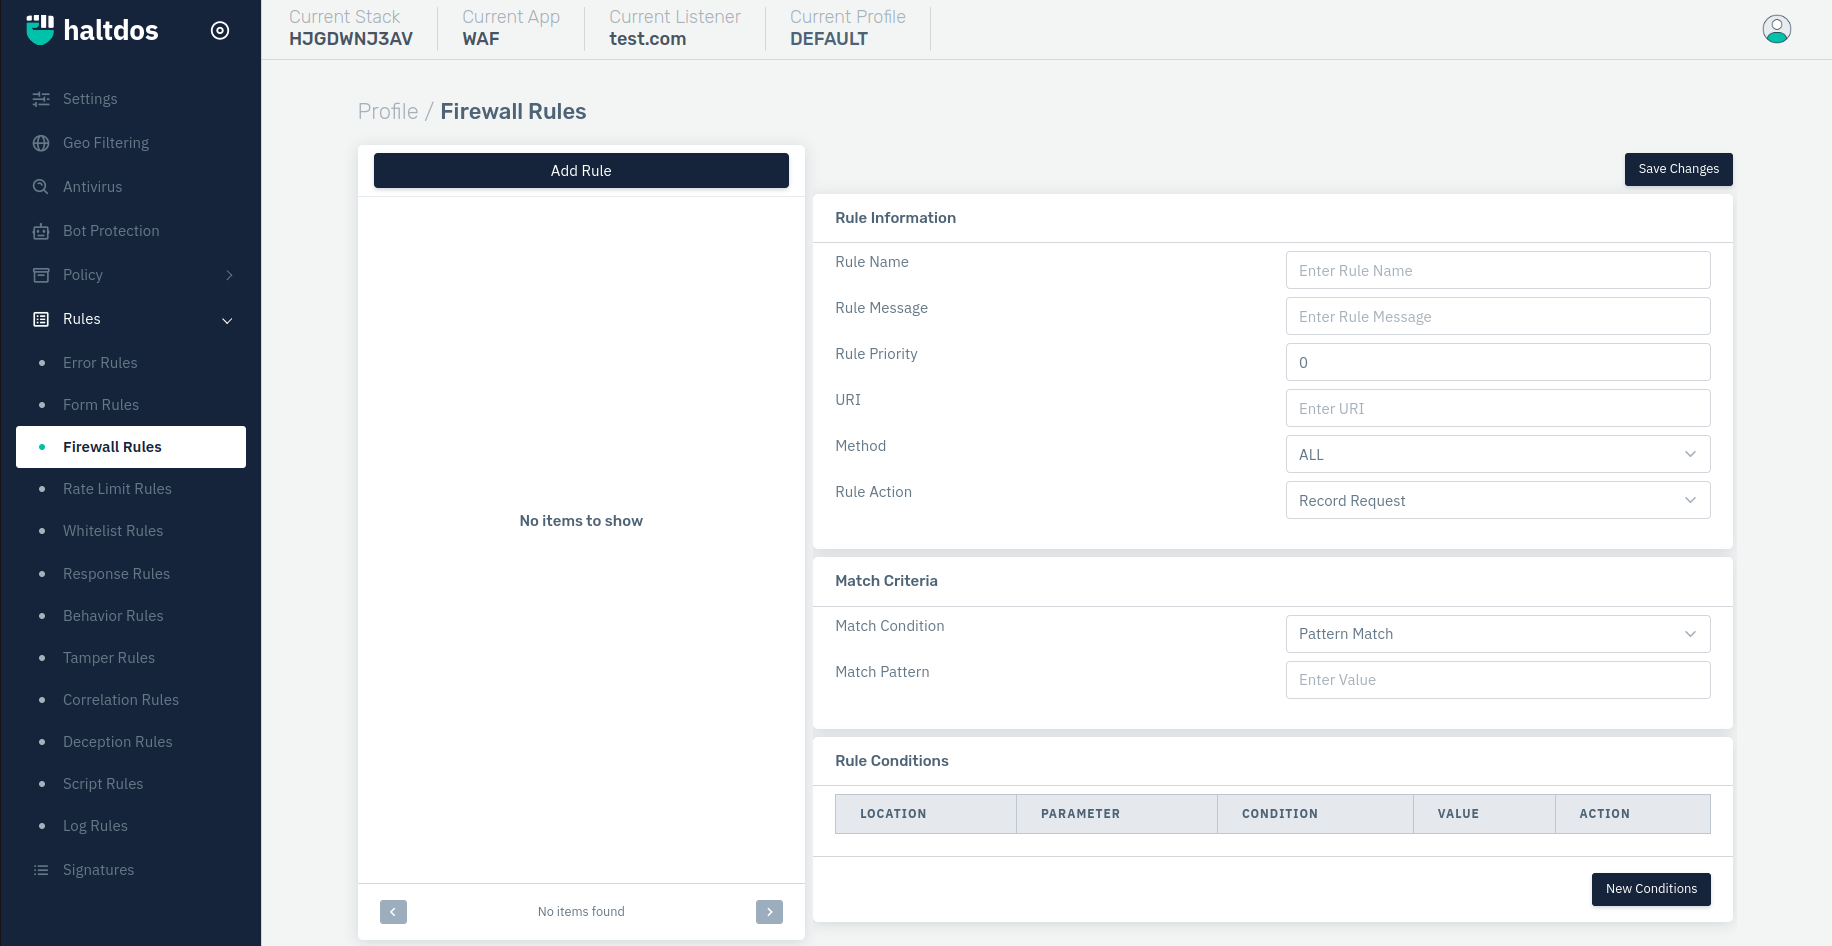 haltdos
Current Stack
HJGDWNJ3AV
Current App
WAF
Current Listener
test.com
Current Profile
DEFAULT
Settings
Geo Filtering
Antivirus
Bot Protection
Policy
Rules
Error Rules
Form Rules
Firewall Rules
Rate Limit Rules
Whitelist Rules
Response Rules
Behavior Rules
Tamper Rules
Correlation Rules
Deception Rules
Script Rules
Log Rules
Signatures
Profile / Firewall Rules
Add Rule
No items to show
No items found
Save Changes
Rule Information
Rule Name
Enter Rule Name
Rule Message
Enter Rule Message
Rule Priority
0
URI
Enter URI
Method
ALL
Rule Action
Record Request
Match Criteria
Match Condition
Pattern Match
Match Pattern
Enter Value
Rule Conditions
LOCATION PARAMETER CONDITION VALUE ACTION
New Conditions